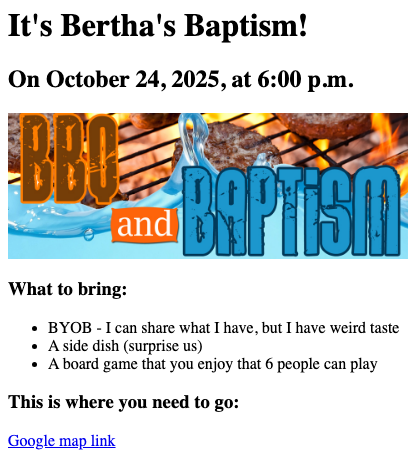 It's Bertha's Baptism!
On October 24, 2025, at 6:00 p.m.
BBQ
and
BAPTiSM
What to bring:
• BYOB - I can share what I have, but I have weird taste
• A side dish (surprise us)
• A board game that you enjoy that 6 people can play
This is where you need to go:
Google map link